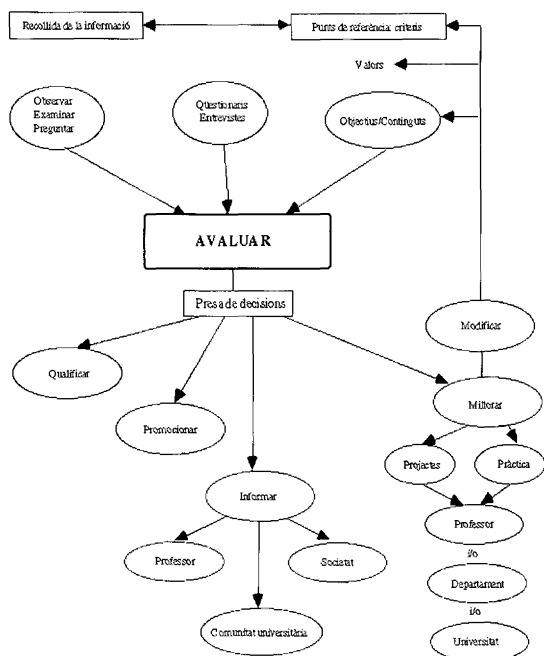 Recollida de la informació
Punts de referència: criteris
Valors
Observar
Examinar
Preguntar
Qüestionaris
Entrevistes
Objectius/Continguts
AVALUAR
Presa de decisions
Modificar
Qualificar
Millorar
Promocionar
Projectes
Pràctica
Informar
Professor
i/o
Professor
Societat
Departament
i/o
Comunitat universitària
Universitat